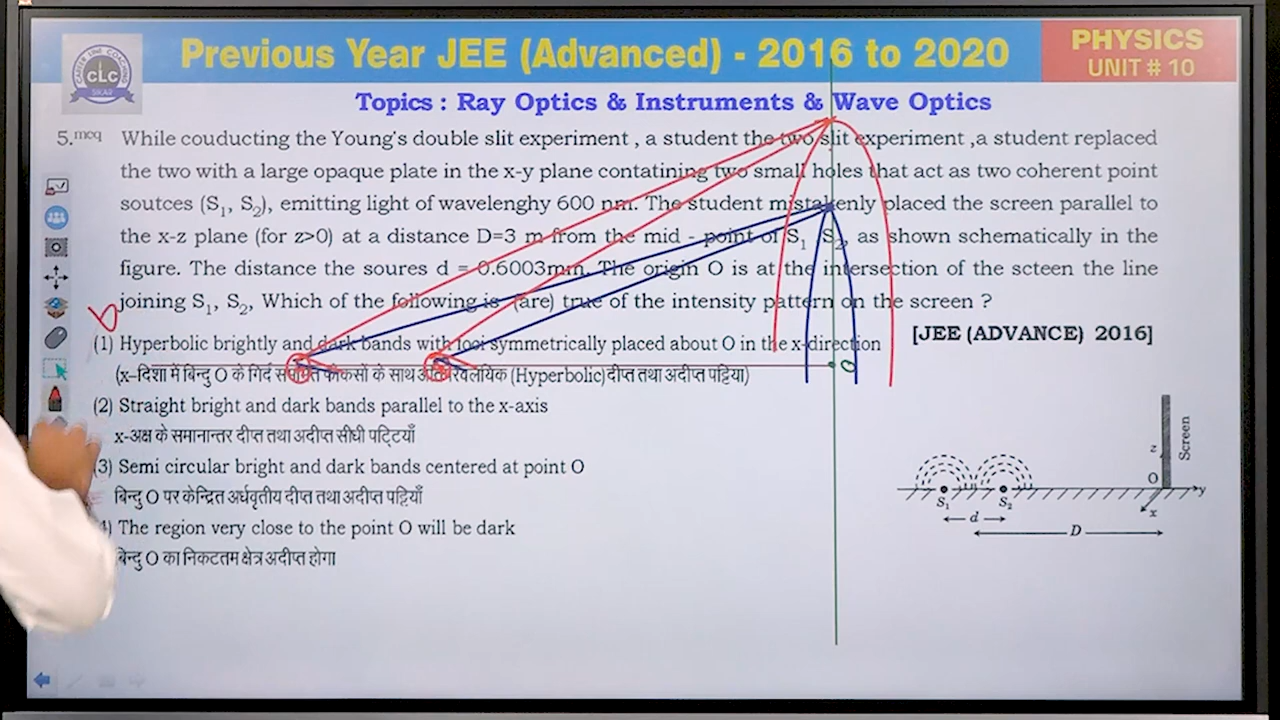 Previous Year JEE (Advanced) - 2016 to 2020
PHYSICS
UNIT # 10
CLC
SIKAR
Topics : Ray Optics & Instruments & Wave Optics
5.mcq While couducting the Young's double slit experiment , a student the two slit experiment ,a student replaced
the two with a large opaque plate in the x-y plane contatining two small holes that act as two coherent point
soutces (S1, S2), emitting light of wavelenghy 600 nm. The student mistakenly placed the screen parallel to
the x-z plane (for z>0) at a distance D=3 m from the mid - point of S1 S2, as shown schematically in the
figure. The distance the soures d = 0.6003mm. The origin O is at the intersection of the scteen the line
joining S1, S2, Which of the following is (are) true of the intensity pattern on the screen ?
[JEE (ADVANCE) 2016]
(1) Hyperbolic brightly and dark bands with foci symmetrically placed about O in the x-direction
(x–दिशा में बिन्दु O के गिर्द फोकसों के साथ (Hyperbolic) दीप्त तथा अदीप्त पट्टिया)
(2) Straight bright and dark bands parallel to the x-axis
x-अक्ष के समानान्तर दीप्त तथा अदीप्त सीधी पट्टियाँ
(3) Semi circular bright and dark bands centered at point O
बिन्दु O पर केन्द्रित अर्धवृतीय दीप्त तथा अदीप्त पट्टियाँ
4) The region very close to the point O will be dark
बिन्दु O का निकटतम क्षेत्र अदीप्त होगा
O
Screen
z
O
y
x
S1
S2
d
D